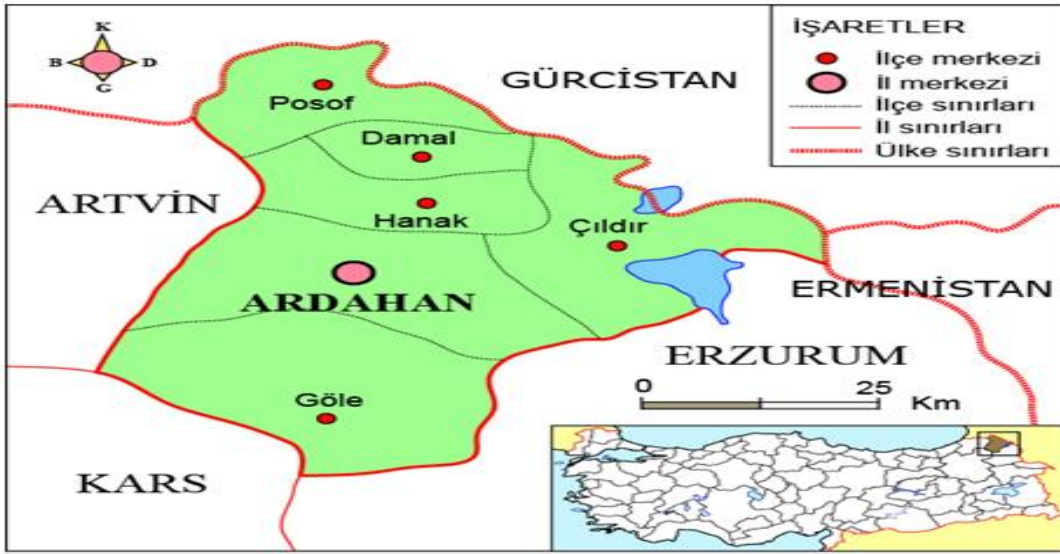 K
B
D
G
İŞARETLER
İlçe merkezi
İl merkezi
İlçe sınırları
İl sınırları
Ülke sınırları
GÜRCİSTAN
Posof
Damal
ARTVİN
Hanak
Çıldır
ARDAHAN
ERMENİSTAN
ERZURUM
Göle
0 25
Km
KARS